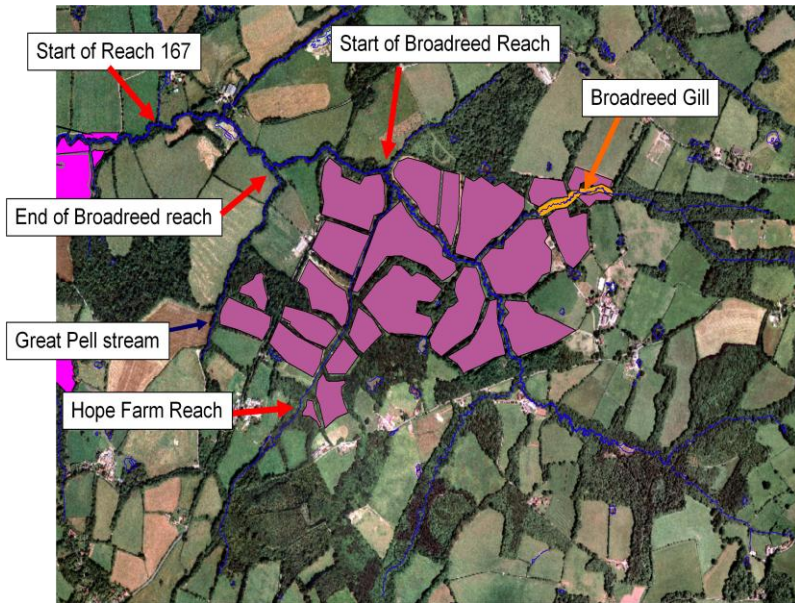 Start of Reach 167
Start of Broadreed Reach
Broadreed Gill
End of Broadreed reach
Great Pell stream
Hope Farm Reach